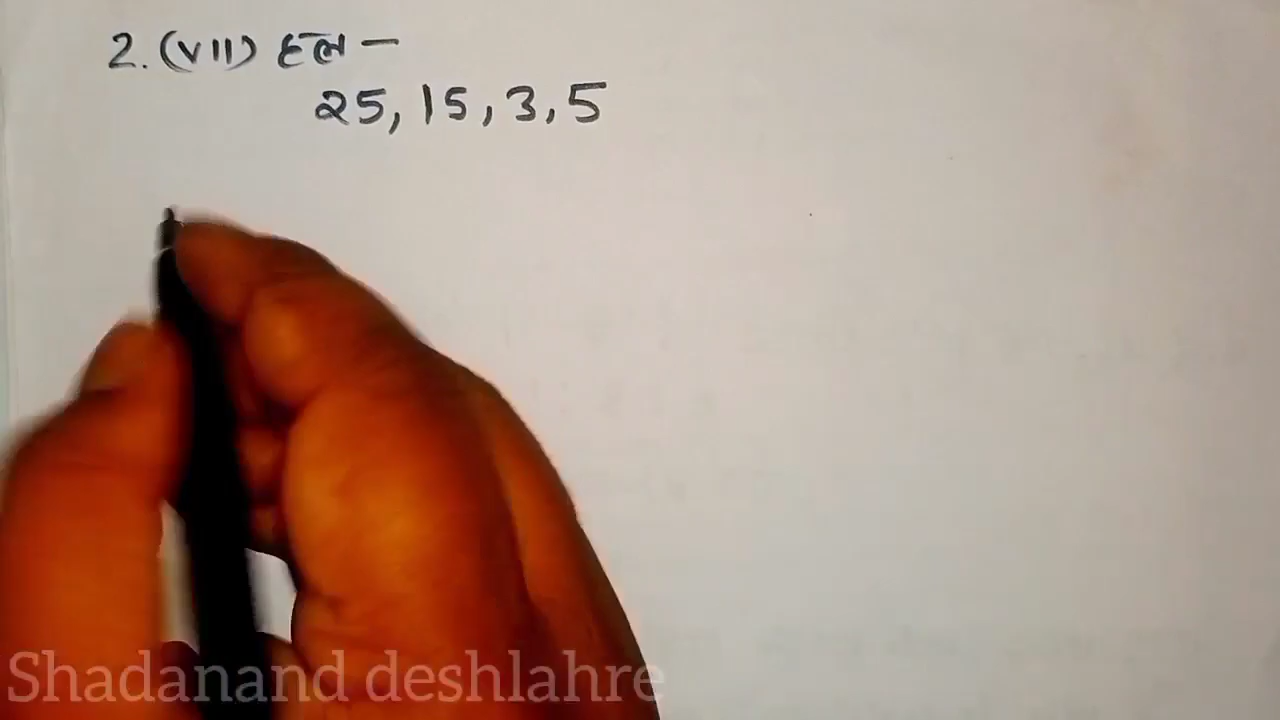 2. (VII) हल —
25, 15, 3, 5
Shadanand deshlahre